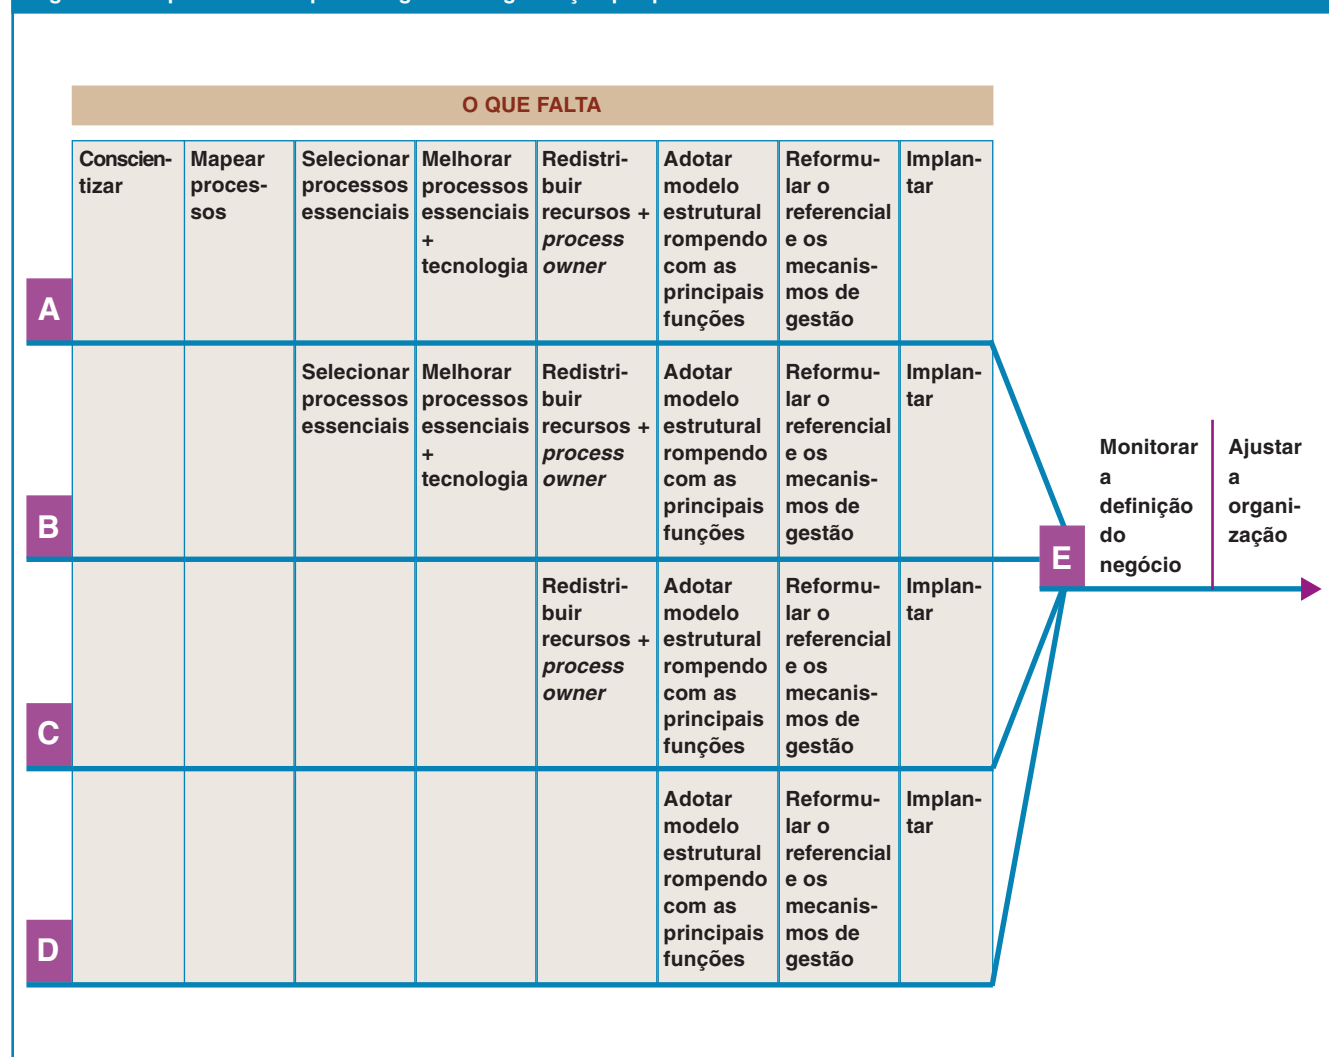 O QUE FALTA
Conscien-
tizar
Mapear
proces-
sos
Selecionar
processos
essenciais
Melhorar
processos
essenciais
+
tecnologia
Redistri-
buir
recursos +
process
owner
Adotar
modelo
estrutural
rompendo
com as
principais
funções
Reformu-
lar o
referencial
e os
mecanis-
mos de
gestão
Implan-
tar
A
Selecionar
processos
essenciais
Melhorar
processos
essenciais
+
tecnologia
Redistri-
buir
recursos +
process
owner
Adotar
modelo
estrutural
rompendo
com as
principais
funções
Reformu-
lar o
referencial
e os
mecanis-
mos de
gestão
Implan-
tar
B
Redistri-
buir
recursos +
process
owner
Adotar
modelo
estrutural
rompendo
com as
principais
funções
Reformu-
lar o
referencial
e os
mecanis-
mos de
gestão
Implan-
tar
C
Adotar
modelo
estrutural
rompendo
com as
principais
funções
Reformu-
lar o
referencial
e os
mecanis-
mos de
gestão
Implan-
tar
D
E
Monitorar
a
definição
do
negócio
Ajustar
a
organi-
zação